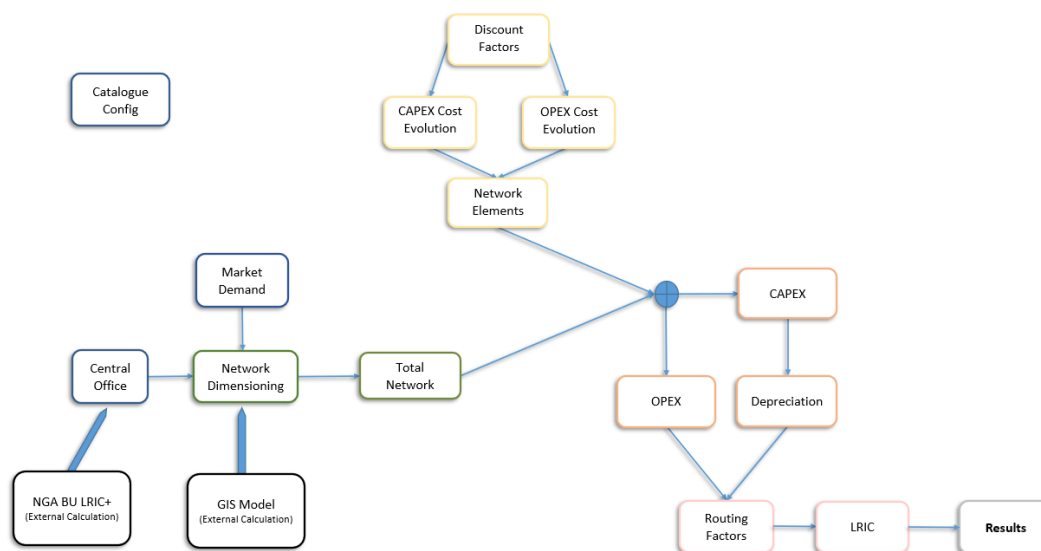 Discount
Factors
Catalogue
Config
CAPEX Cost
Evolution
OPEX Cost
Evolution
Network
Elements
Market
Demand
CAPEX
Central
Office
Network
Dimensioning
Total
Network
OPEX
Depreciation
NGA BU LRIC+
(External Calculation)
GIS Model
(External Calculation)
Routing
Factors
LRIC
Results